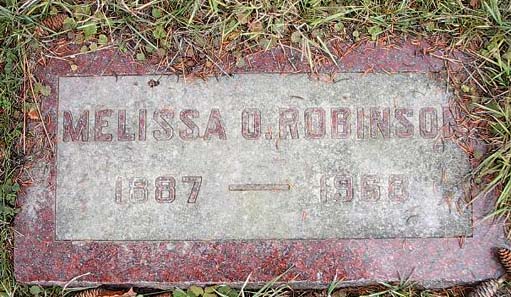 MELISSA O. ROBINSON
1887 — 1968